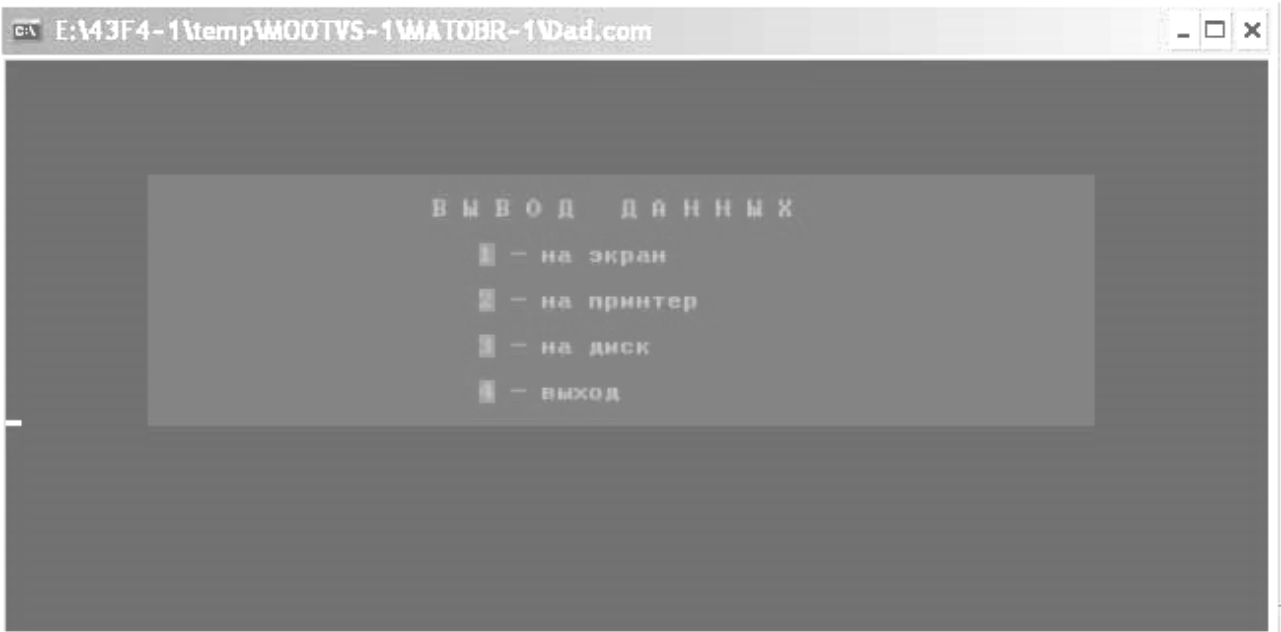 E:\43F4-1\temp\MOOTVS-1\MATOBR-1\Dad.com
В Ы В О Д Д А Н Н Ы Х
1 - на экран
2 - на принтер
3 - на диск
4 - выход